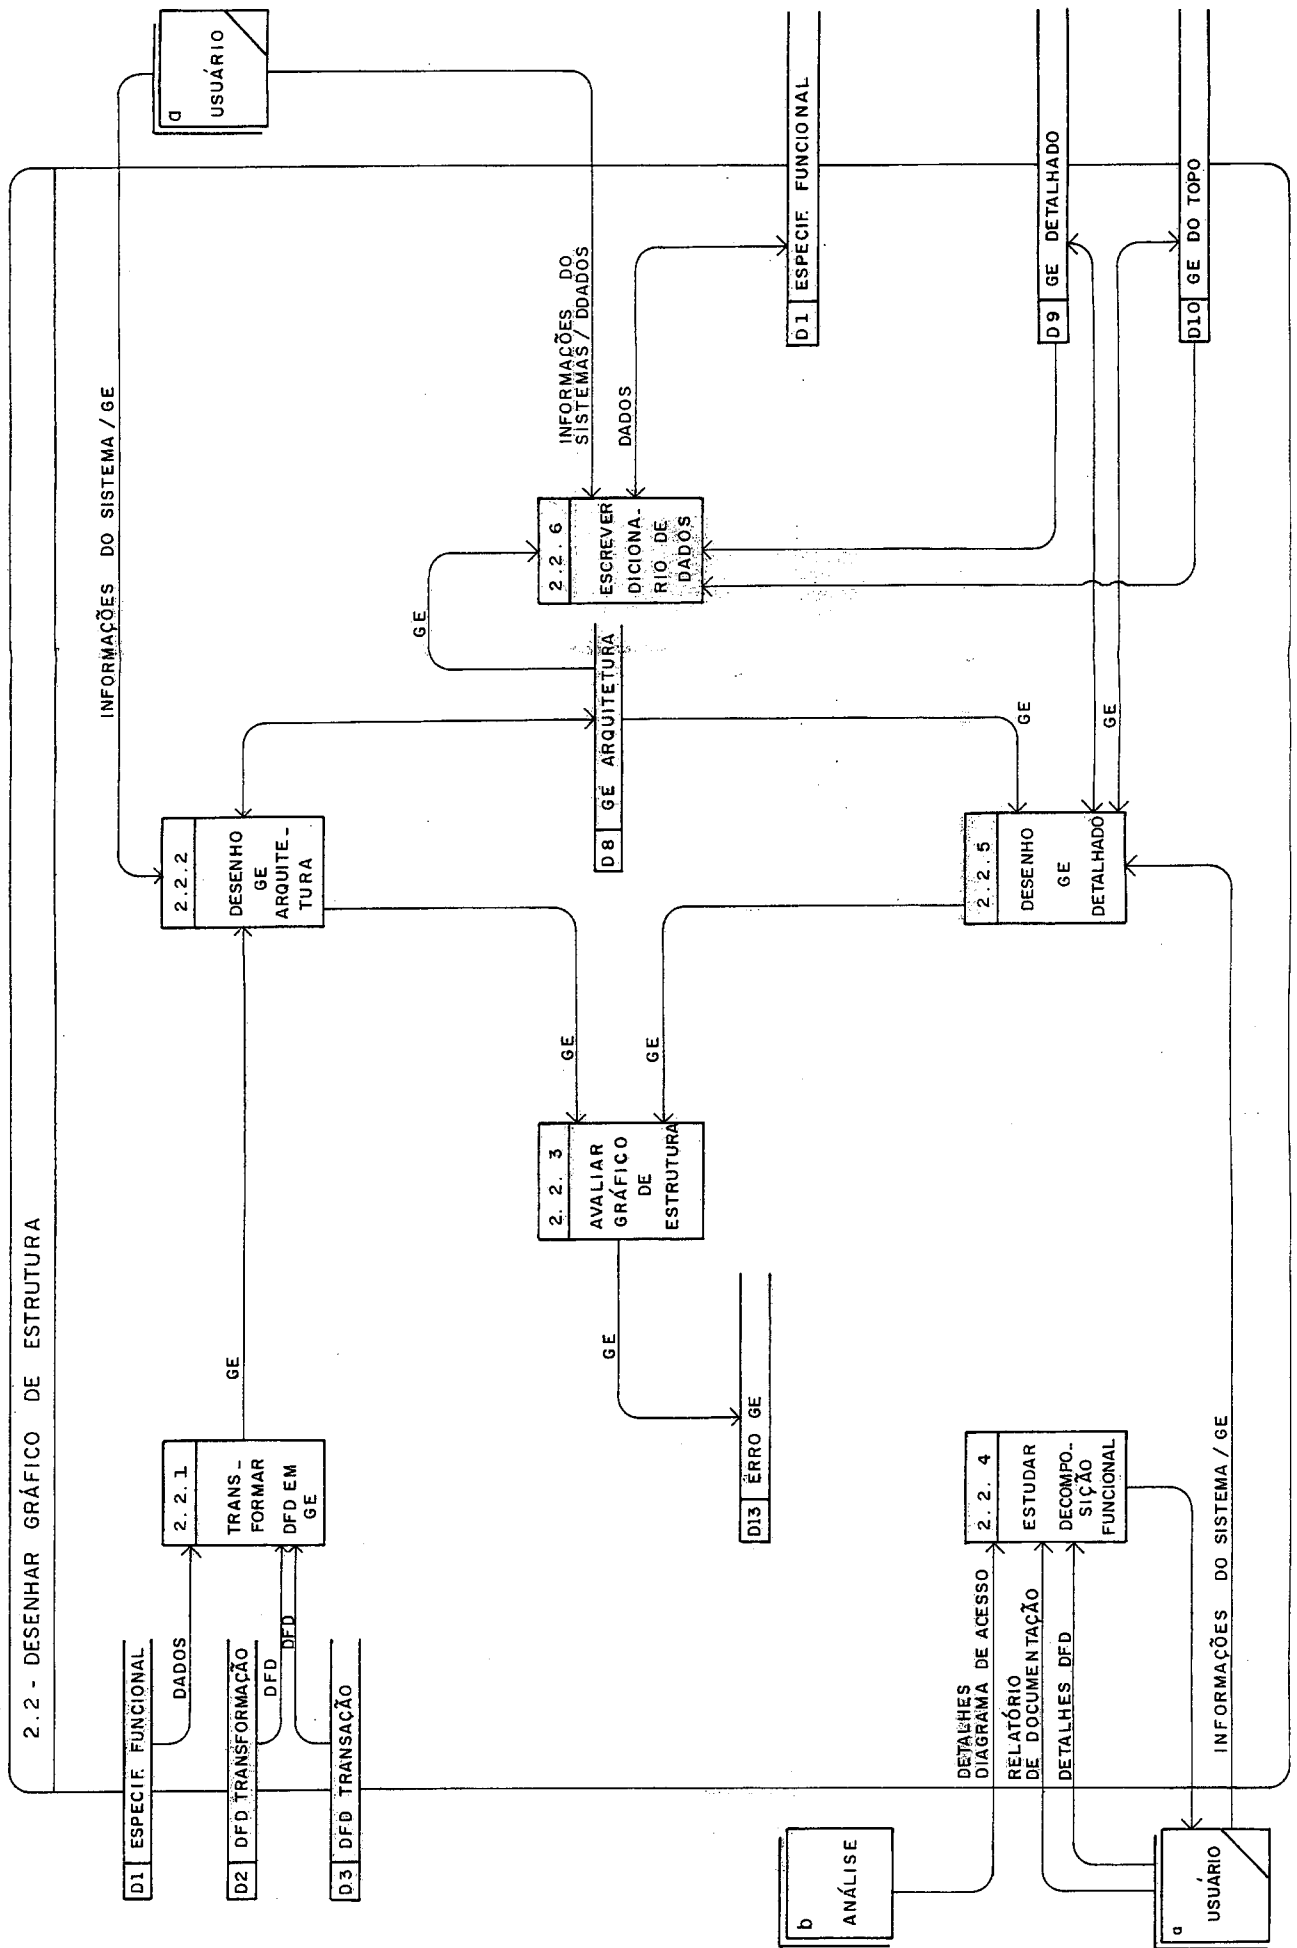 2.2 - DESENHAR GRÁFICO DE ESTRUTURA
D1 ESPECIF. FUNCIONAL
DADOS
D2 DFD TRANSFORMAÇÃO
DFD
DFD
D3 DFD TRANSAÇÃO
2.2.1
TRANS_
FORMAR
DFD EM
GE
GE
2.2.2
DESENHO
GE
ARQUITE_
TURA
INFORMAÇÕES DO SISTEMA / GE
a
USUÁRIO
GE
GE
2. 2. 3
AVALIAR
GRÁFICO
DE
ESTRUTURA
GE
D13 ERRO GE
D8 GE ARQUITETURA
GE
2.2. 6
ESCREVER
DICIONA_
RIO DE
DADOS
INFORMAÇÕES DO
SISTEMAS / DDADOS
DADOS
D1 ESPECIF. FUNCIONAL
b
ANÁLISE
DETALHES
DIAGRAMA DE ACESSO
RELATÓRIO
DE DOCUMENTAÇÃO
DETALHES DFD
2. 2. 4
ESTUDAR
DECOMPO_
SIÇÃO
FUNCIONAL
2.2.5
DESENHO
GE
DETALHADO
GE
GE
D9 GE DETALHADO
D10 GE DO TOPO
a
USUÁRIO
INFORMAÇÕES DO SISTEMA / GE